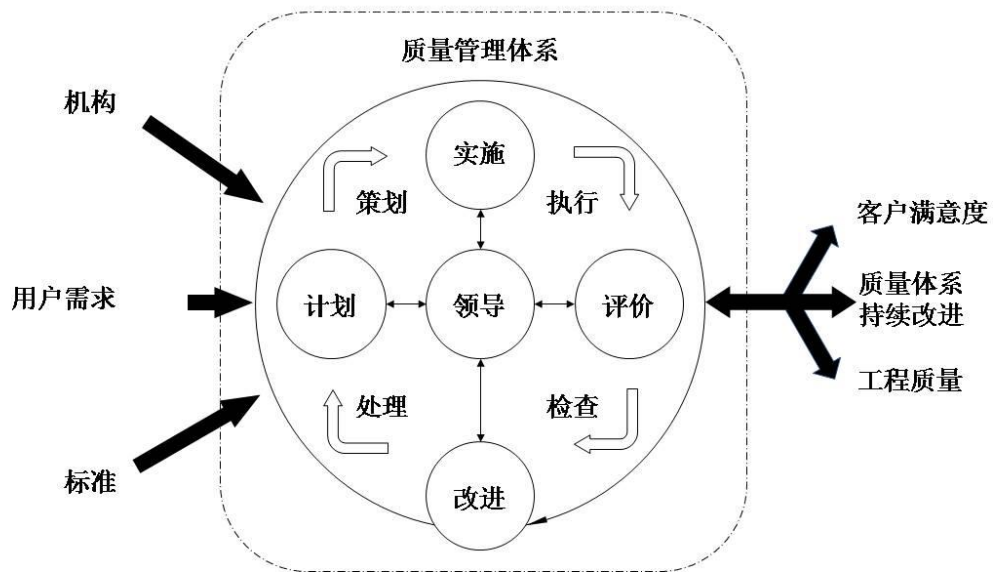 质量管理体系
机构
实施
策划
执行
客户满意度
用户需求
计划
领导
评价
质量体系
持续改进
处理
检查
工程质量
标准
改进